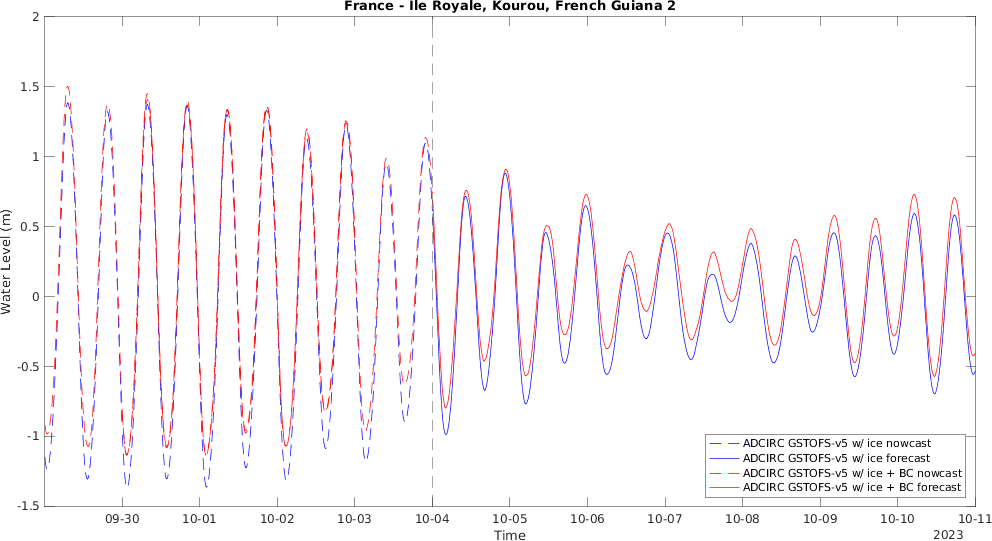 France - Ile Royale, Kourou, French Guiana 2
2
1.5
1
0.5
0
-0.5
-1
-1.5
Water Level (m)
ADCIRC GSTOFS-v5 w/ ice nowcast
ADCIRC GSTOFS-v5 w/ ice forecast
ADCIRC GSTOFS-v5 w/ ice + BC nowcast
ADCIRC GSTOFS-v5 w/ ice + BC forecast
09-30 10-01 10-02 10-03 10-04 10-05 10-06 10-07 10-08 10-09 10-10 10-11
Time
2023